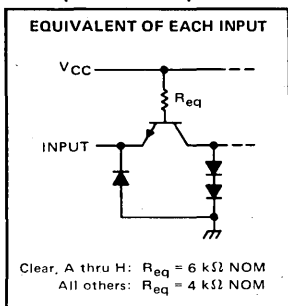 EQUIVALENT OF EACH INPUT
VCC
Req
INPUT
Clear, A thru H: Req = 6 kΩ NOM
All others: Req = 4 kΩ NOM